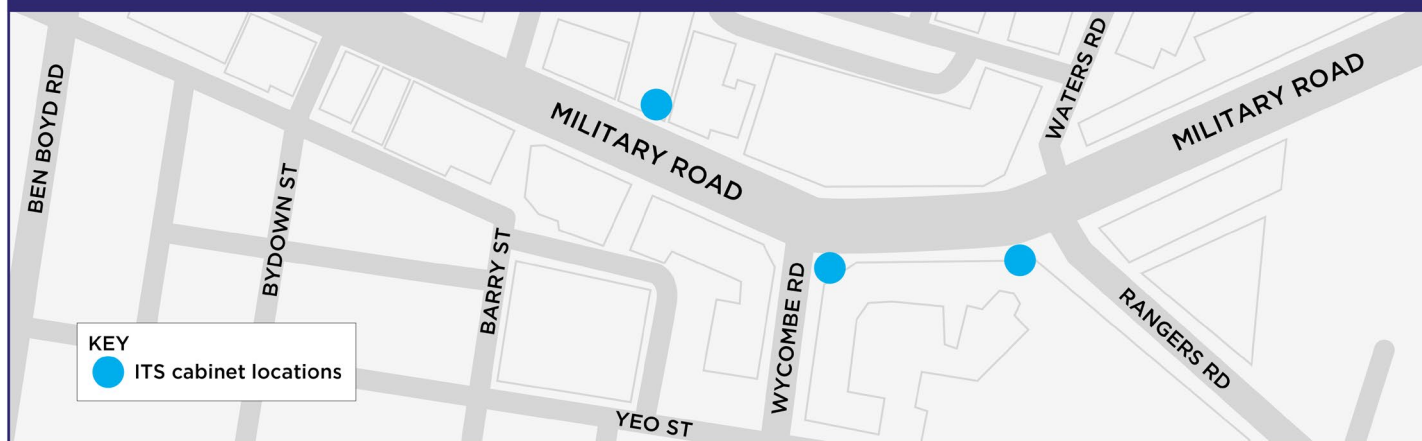 BEN BOYD RD
BYDOWN ST
BARRY ST
MILITARY ROAD
WYCOMBE RD
YEO ST
WATERS RD
MILITARY ROAD
RANGERS RD
KEY
ITS cabinet locations